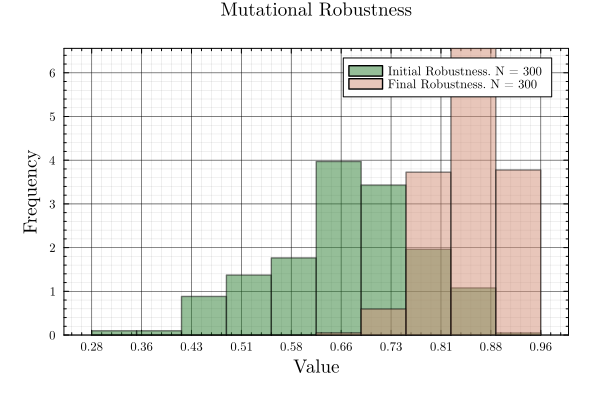 Mutational Robustness
Initial Robustness. N = 300
Final Robustness. N = 300
Frequency
6
5
4
3
2
1
0
0.28 0.36 0.43 0.51 0.58 0.66 0.73 0.81 0.88 0.96
Value